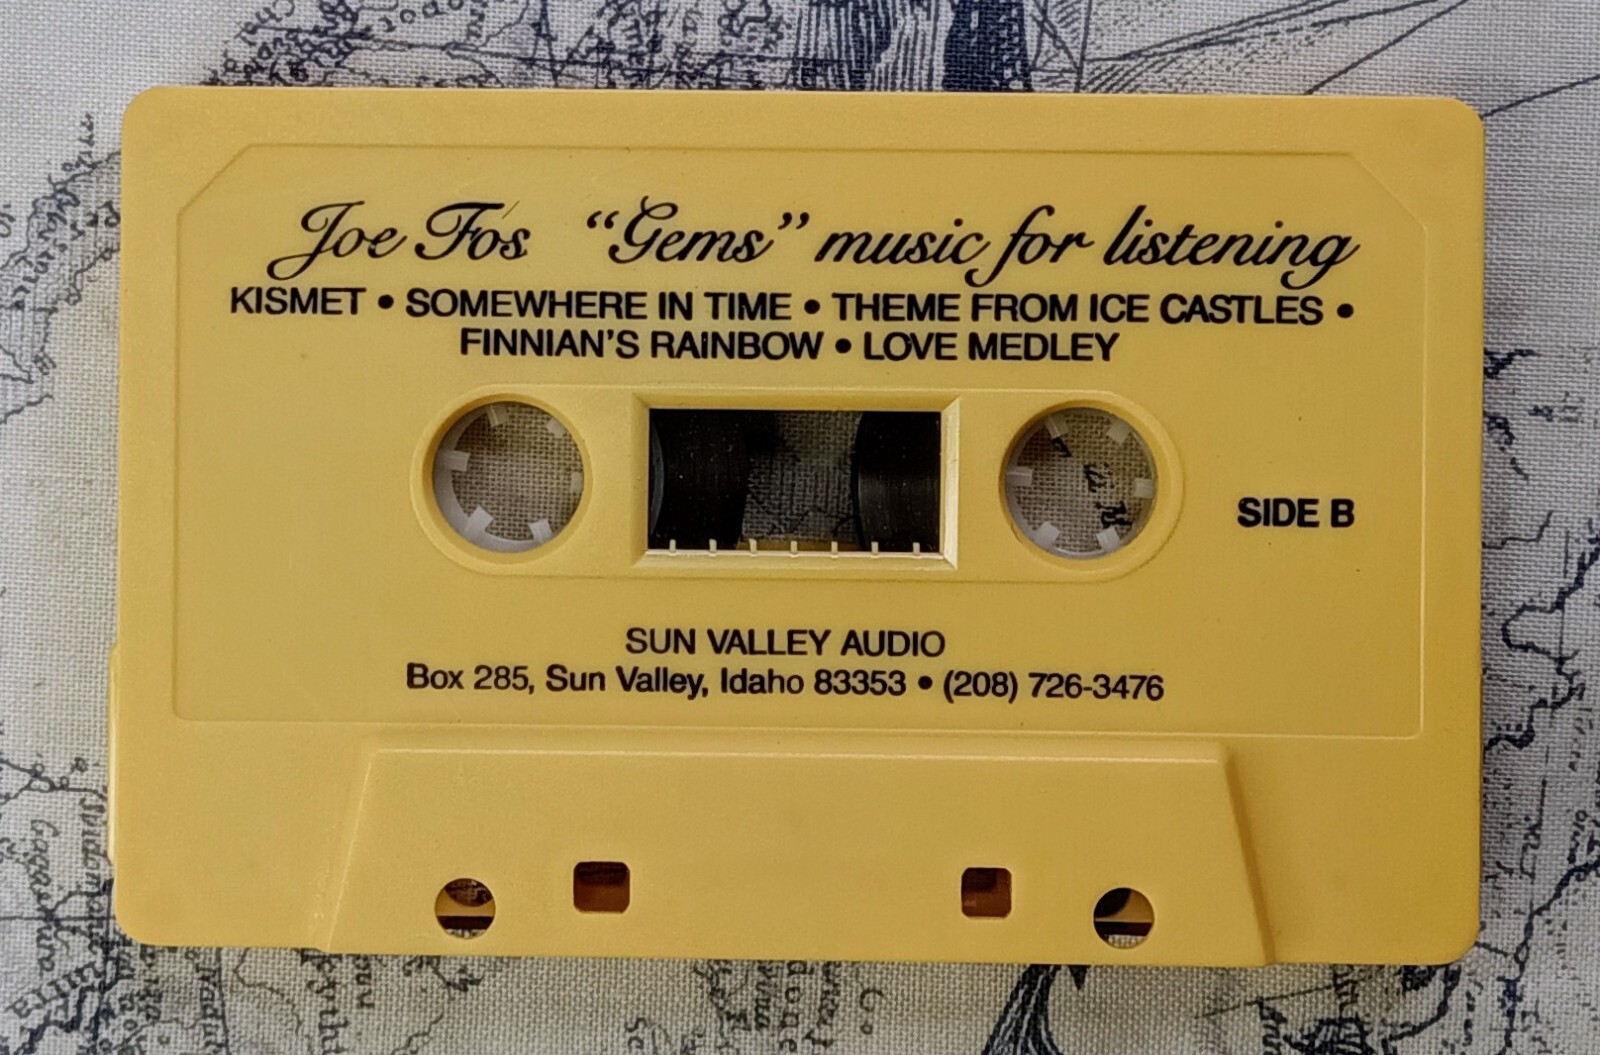 Joe Fos “Gems” music for listening
KISMET • SOMEWHERE IN TIME • THEME FROM ICE CASTLES •
FINNIAN'S RAINBOW • LOVE MEDLEY
SIDE B
SUN VALLEY AUDIO
Box 285, Sun Valley, Idaho 83353 • (208) 726-3476